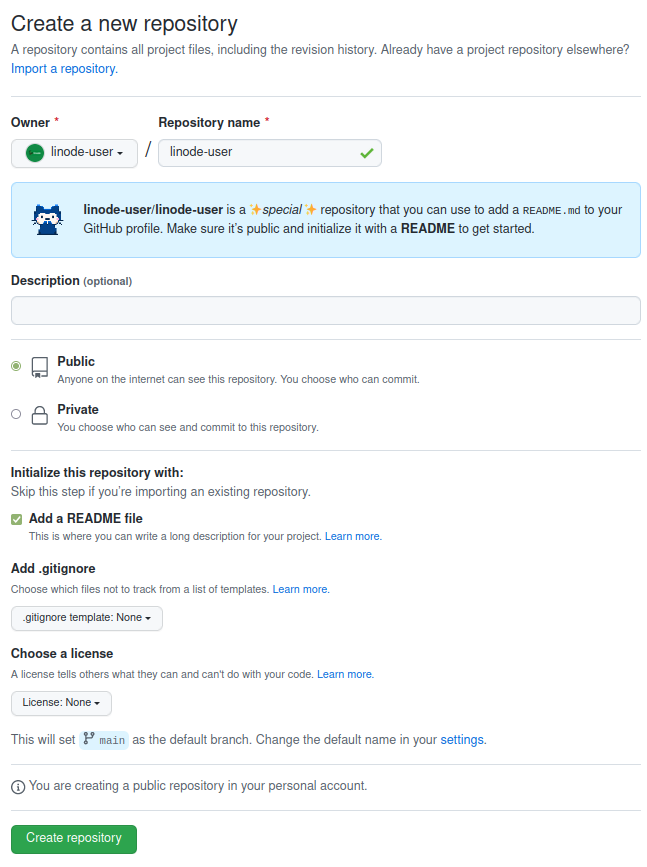 Create a new repository
A repository contains all project files, including the revision history. Already have a project repository elsewhere?
Import a repository.
Owner *
Repository name *
linode-user
/
linode-user
linode-user/linode-user is a ✨special✨ repository that you can use to add a README.md to your
GitHub profile. Make sure it's public and initialize it with a README to get started.
Description (optional)
Public
Anyone on the internet can see this repository. You choose who can commit.
Private
You choose who can see and commit to this repository.
Initialize this repository with:
Skip this step if you're importing an existing repository.
Add a README file
This is where you can write a long description for your project. Learn more.
Add .gitignore
Choose which files not to track from a list of templates. Learn more.
.gitignore template: None
Choose a license
A license tells others what they can and can't do with your code. Learn more.
License: None
This will set main as the default branch. Change the default name in your settings.
You are creating a public repository in your personal account.
Create repository